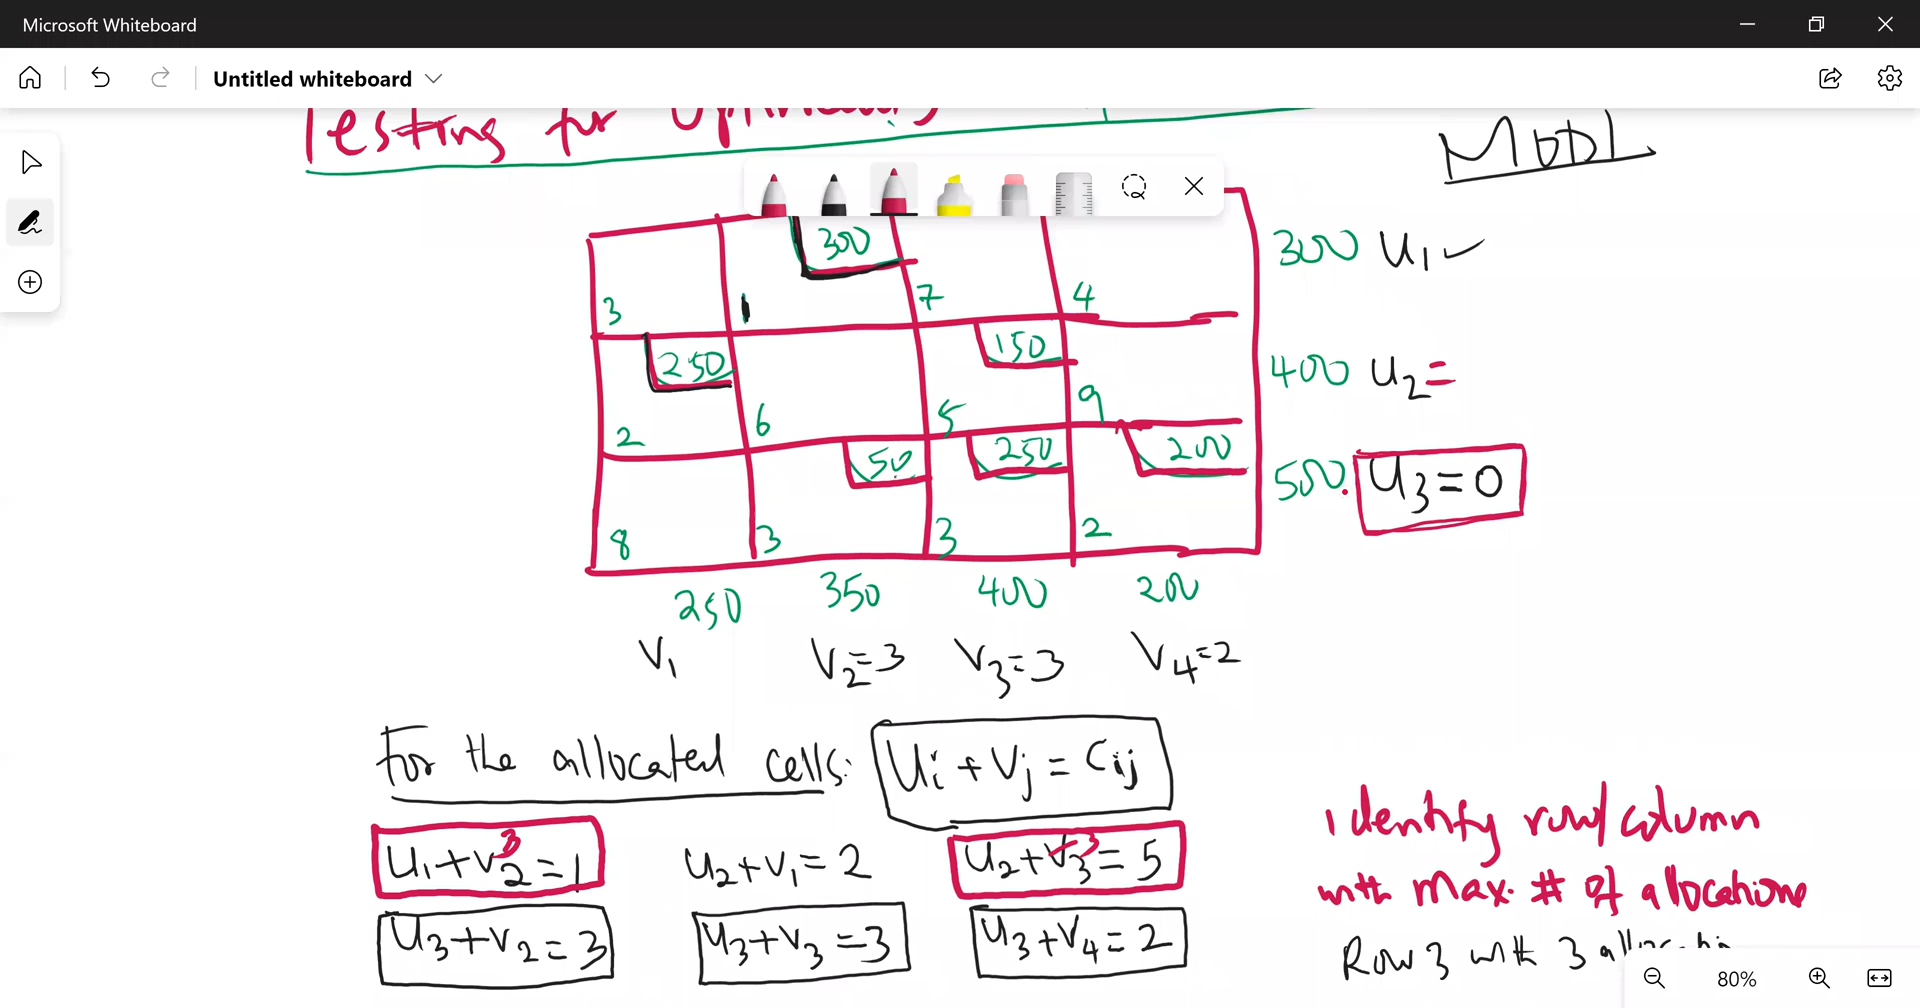 Microsoft Whiteboard
Untitled whiteboard
Testing for
MODI
300
3 1 7 4
300 U1 ✓
250 150
2 6 5 9
400 U2=
50 250 200
8 3 3 2
500. U3=0
250 350 400 200
V1 V2=3 V3=3 V4=2
For the allocated cells: Ui + Vj = Cij
3 +3
U1+V2=1 U2+V1=2 U2+V3=5
U3+V2=3 U3+V3=3 U3+V4=2
Identify row/column
with max. # of allocations
Row 3 with 3
80%